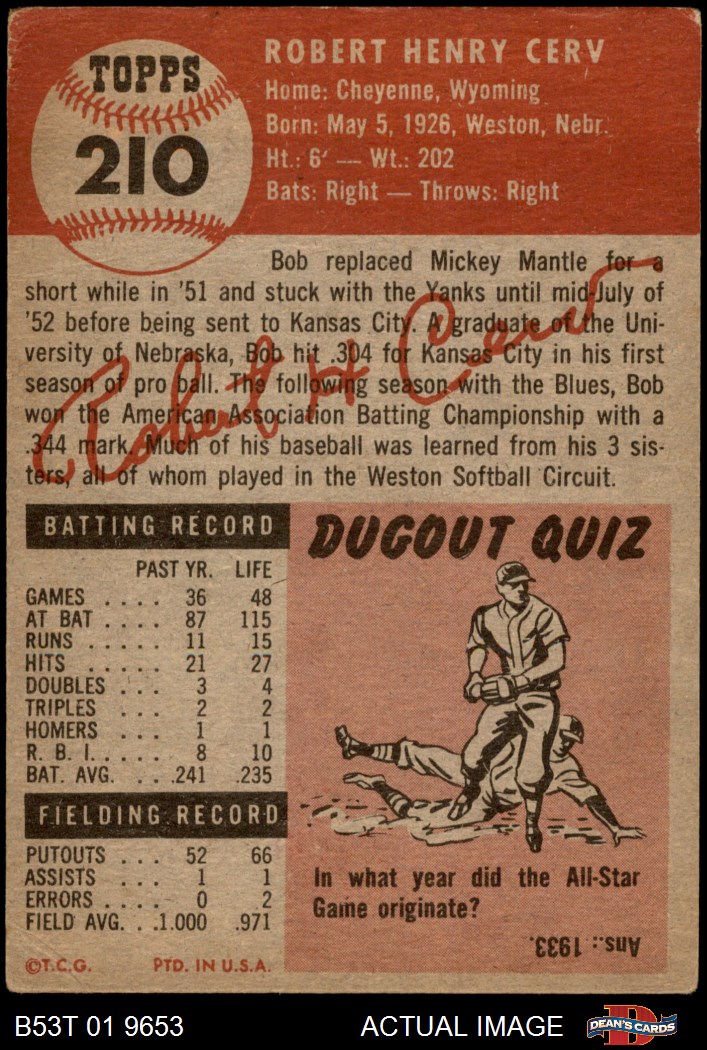 TOPPS
210
ROBERT HENRY CERV
Home: Cheyenne, Wyoming
Born: May 5, 1926, Weston, Nebr.
Ht.: 6′ — Wt.: 202
Bats: Right — Throws: Right
Bob replaced Mickey Mantle for a
short while in '51 and stuck with the Yanks until mid-July of
'52 before being sent to Kansas City. A graduate of the Uni-
versity of Nebraska, Bob hit .304 for Kansas City in his first
season of pro ball. The following season with the Blues, Bob
won the American Association Batting Championship with a
.344 mark. Much of his baseball was learned from his 3 sis-
ters, all of whom played in the Weston Softball Circuit.
Robert H Cerv
BATTING RECORD
PAST YR. LIFE
GAMES . . . . 36 48
AT BAT . . . . 87 115
RUNS . . . . . 11 15
HITS . . . . . 21 27
DOUBLES . . . 3 4
TRIPLES . . . 2 2
HOMERS . . . 1 1
R. B. I. . . . . 8 10
BAT. AVG. . . .241 .235
FIELDING RECORD
PUTOUTS . . . 52 66
ASSISTS . . . 1 1
ERRORS . . . . 0 2
FIELD AVG. . .1.000 .971
©T.C.G. PTD. IN U.S.A.
DUGOUT QUIZ
In what year did the All-Star
Game originate?
Ans.: 1933.
B53T 01 9653 ACTUAL IMAGE DEAN'S CARDS